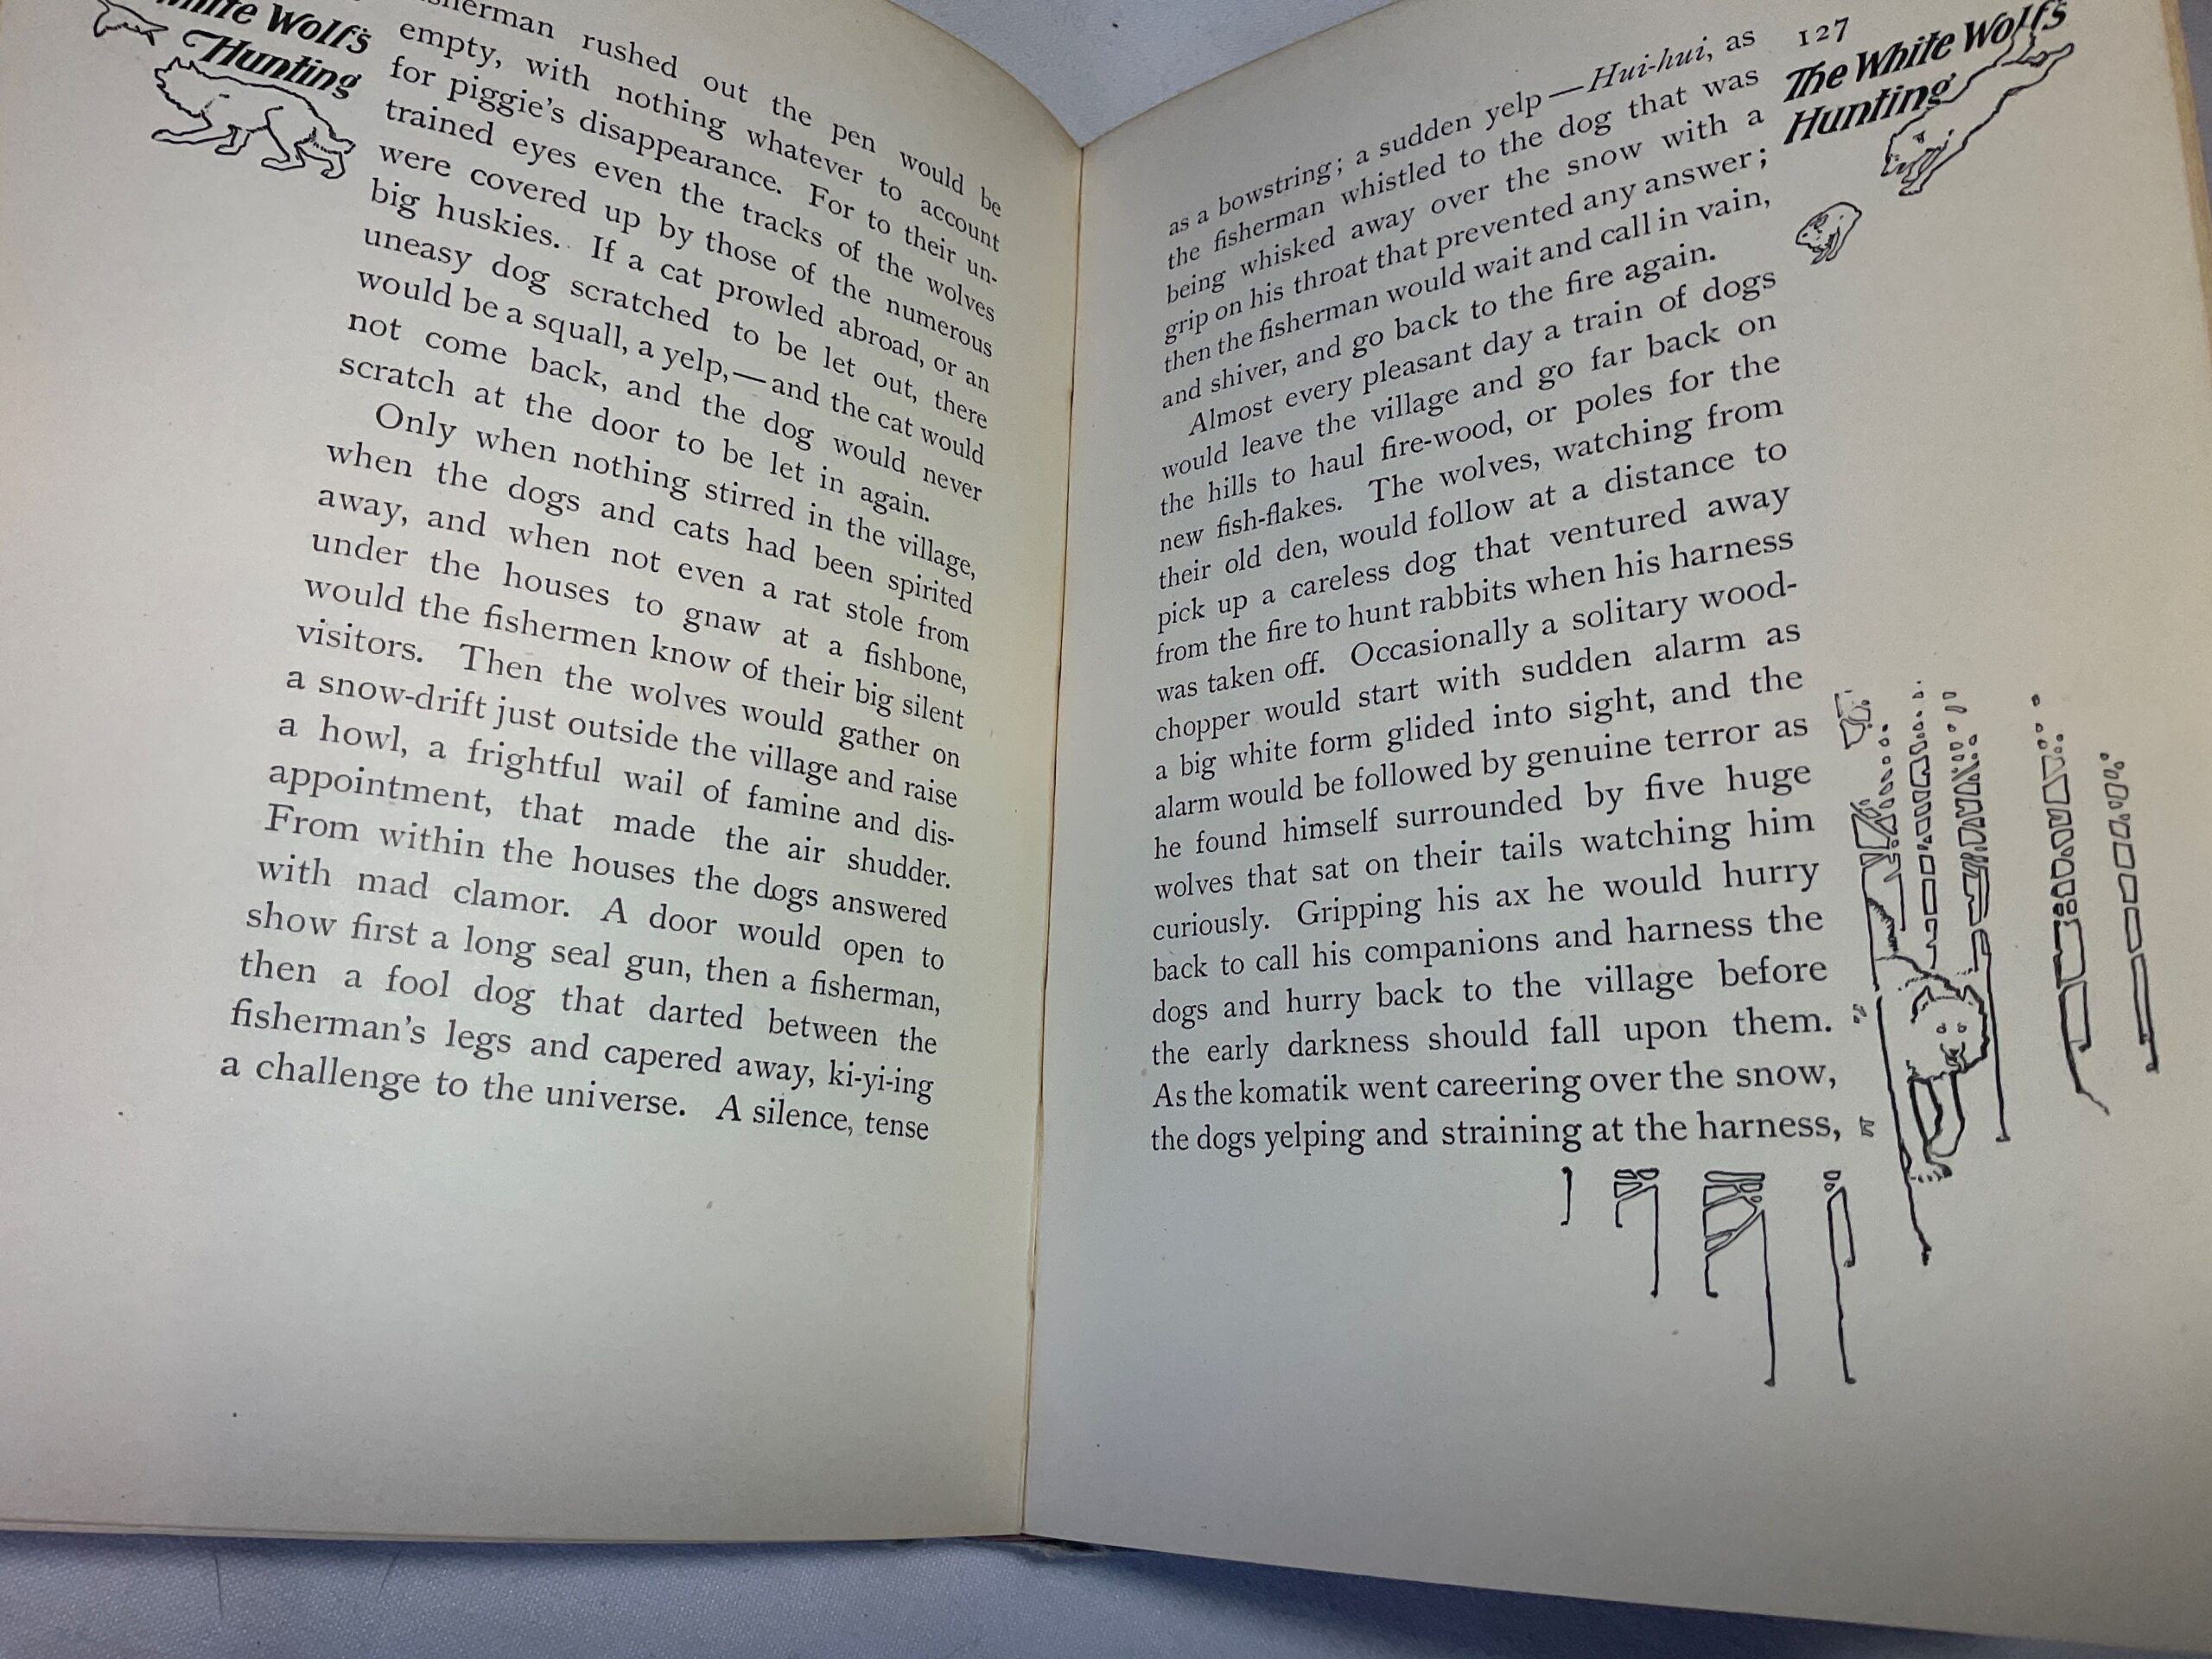 White Wolf's
Hunting
fisherman rushed out the pen would be
empty, with nothing whatever to account
for piggie's disappearance. For to their un-
trained eyes even the tracks of the wolves
were covered up by those of the numerous
big huskies. If a cat prowled abroad, or an
uneasy dog scratched to be let out, there
would be a squall, a yelp,—and the cat would
not come back, and the dog would never
scratch at the door to be let in again.
Only when nothing stirred in the village,
when the dogs and cats had been spirited
away, and when not even a rat stole from
under the houses to gnaw at a fishbone,
would the fishermen know of their big silent
visitors. Then the wolves would gather on
a snow-drift just outside the village and raise
a howl, a frightful wail of famine and dis-
appointment, that made the air shudder.
From within the houses the dogs answered
with mad clamor. A door would open to
show first a long seal gun, then a fisherman,
then a fool dog that darted between the
fisherman's legs and capered away, ki-yi-ing
a challenge to the universe. A silence, tense
127
The White Wolf's
Hunting
as a bowstring; a sudden yelp—Hui-hui, as
the fisherman whistled to the dog that was
being whisked away over the snow with a
grip on his throat that prevented any answer;
then the fisherman would wait and call in vain,
and shiver, and go back to the fire again.
Almost every pleasant day a train of dogs
would leave the village and go far back on
the hills to haul fire-wood, or poles for the
new fish-flakes. The wolves, watching from
their old den, would follow at a distance to
pick up a careless dog that ventured away
from the fire to hunt rabbits when his harness
was taken off. Occasionally a solitary wood-
chopper would start with sudden alarm as
a big white form glided into sight, and the
alarm would be followed by genuine terror as
he found himself surrounded by five huge
wolves that sat on their tails watching him
curiously. Gripping his ax he would hurry
back to call his companions and harness the
dogs and hurry back to the village before
the early darkness should fall upon them.
As the komatik went careering over the snow,
the dogs yelping and straining at the harness,